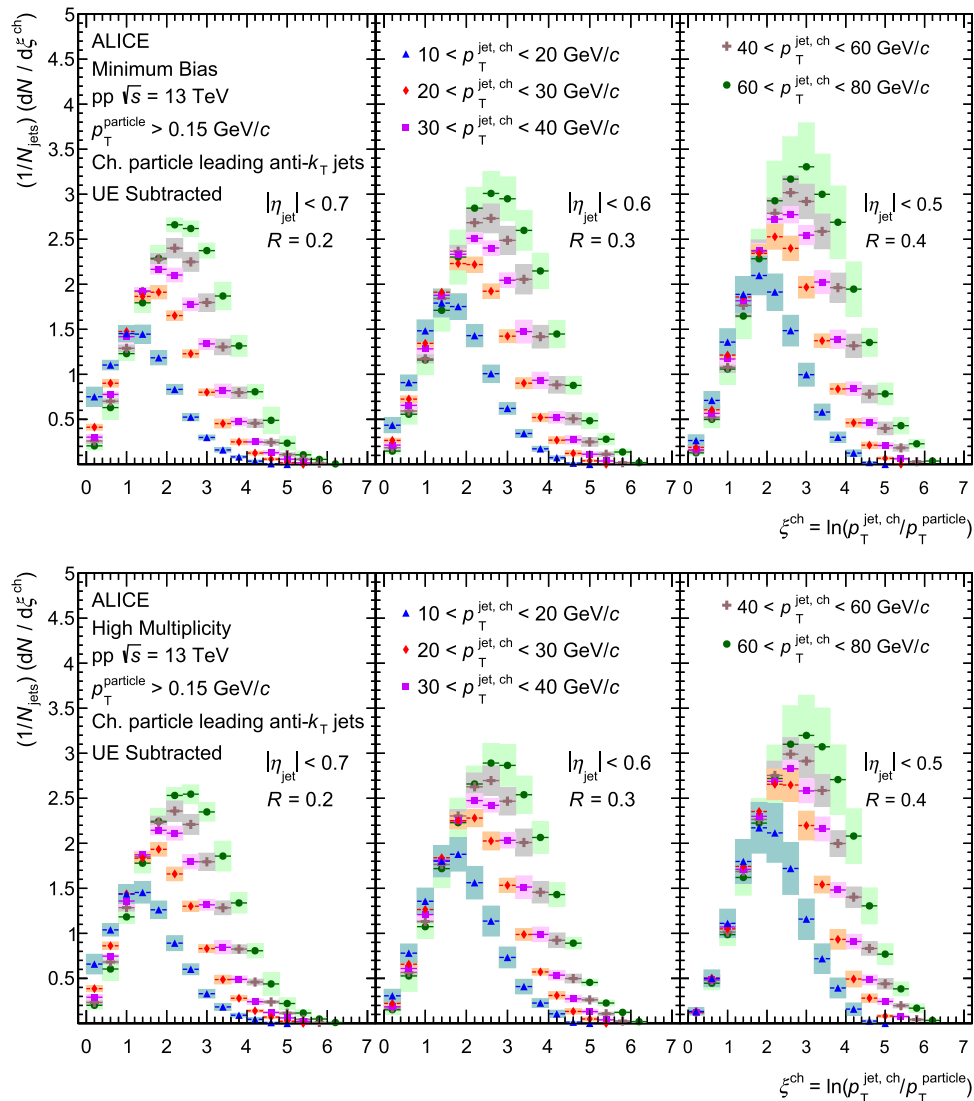 (1/N_jets) (dN / dξ^ch)
5
4.5
4
3.5
3
2.5
2
1.5
1
0.5
ALICE
Minimum Bias
pp √s = 13 TeV
p_T^particle > 0.15 GeV/c
Ch. particle leading anti-k_T jets
UE Subtracted
|η_jet| < 0.7
R = 0.2
10 < p_T^jet, ch < 20 GeV/c
20 < p_T^jet, ch < 30 GeV/c
30 < p_T^jet, ch < 40 GeV/c
|η_jet| < 0.6
R = 0.3
40 < p_T^jet, ch < 60 GeV/c
60 < p_T^jet, ch < 80 GeV/c
|η_jet| < 0.5
R = 0.4
0 1 2 3 4 5 6 7 0 1 2 3 4 5 6 7 0 1 2 3 4 5 6 7
ξ^ch = ln(p_T^jet, ch/p_T^particle)
(1/N_jets) (dN / dξ^ch)
5
4.5
4
3.5
3
2.5
2
1.5
1
0.5
ALICE
High Multiplicity
pp √s = 13 TeV
p_T^particle > 0.15 GeV/c
Ch. particle leading anti-k_T jets
UE Subtracted
|η_jet| < 0.7
R = 0.2
10 < p_T^jet, ch < 20 GeV/c
20 < p_T^jet, ch < 30 GeV/c
30 < p_T^jet, ch < 40 GeV/c
|η_jet| < 0.6
R = 0.3
40 < p_T^jet, ch < 60 GeV/c
60 < p_T^jet, ch < 80 GeV/c
|η_jet| < 0.5
R = 0.4
0 1 2 3 4 5 6 7 0 1 2 3 4 5 6 7 0 1 2 3 4 5 6 7
ξ^ch = ln(p_T^jet, ch/p_T^particle)